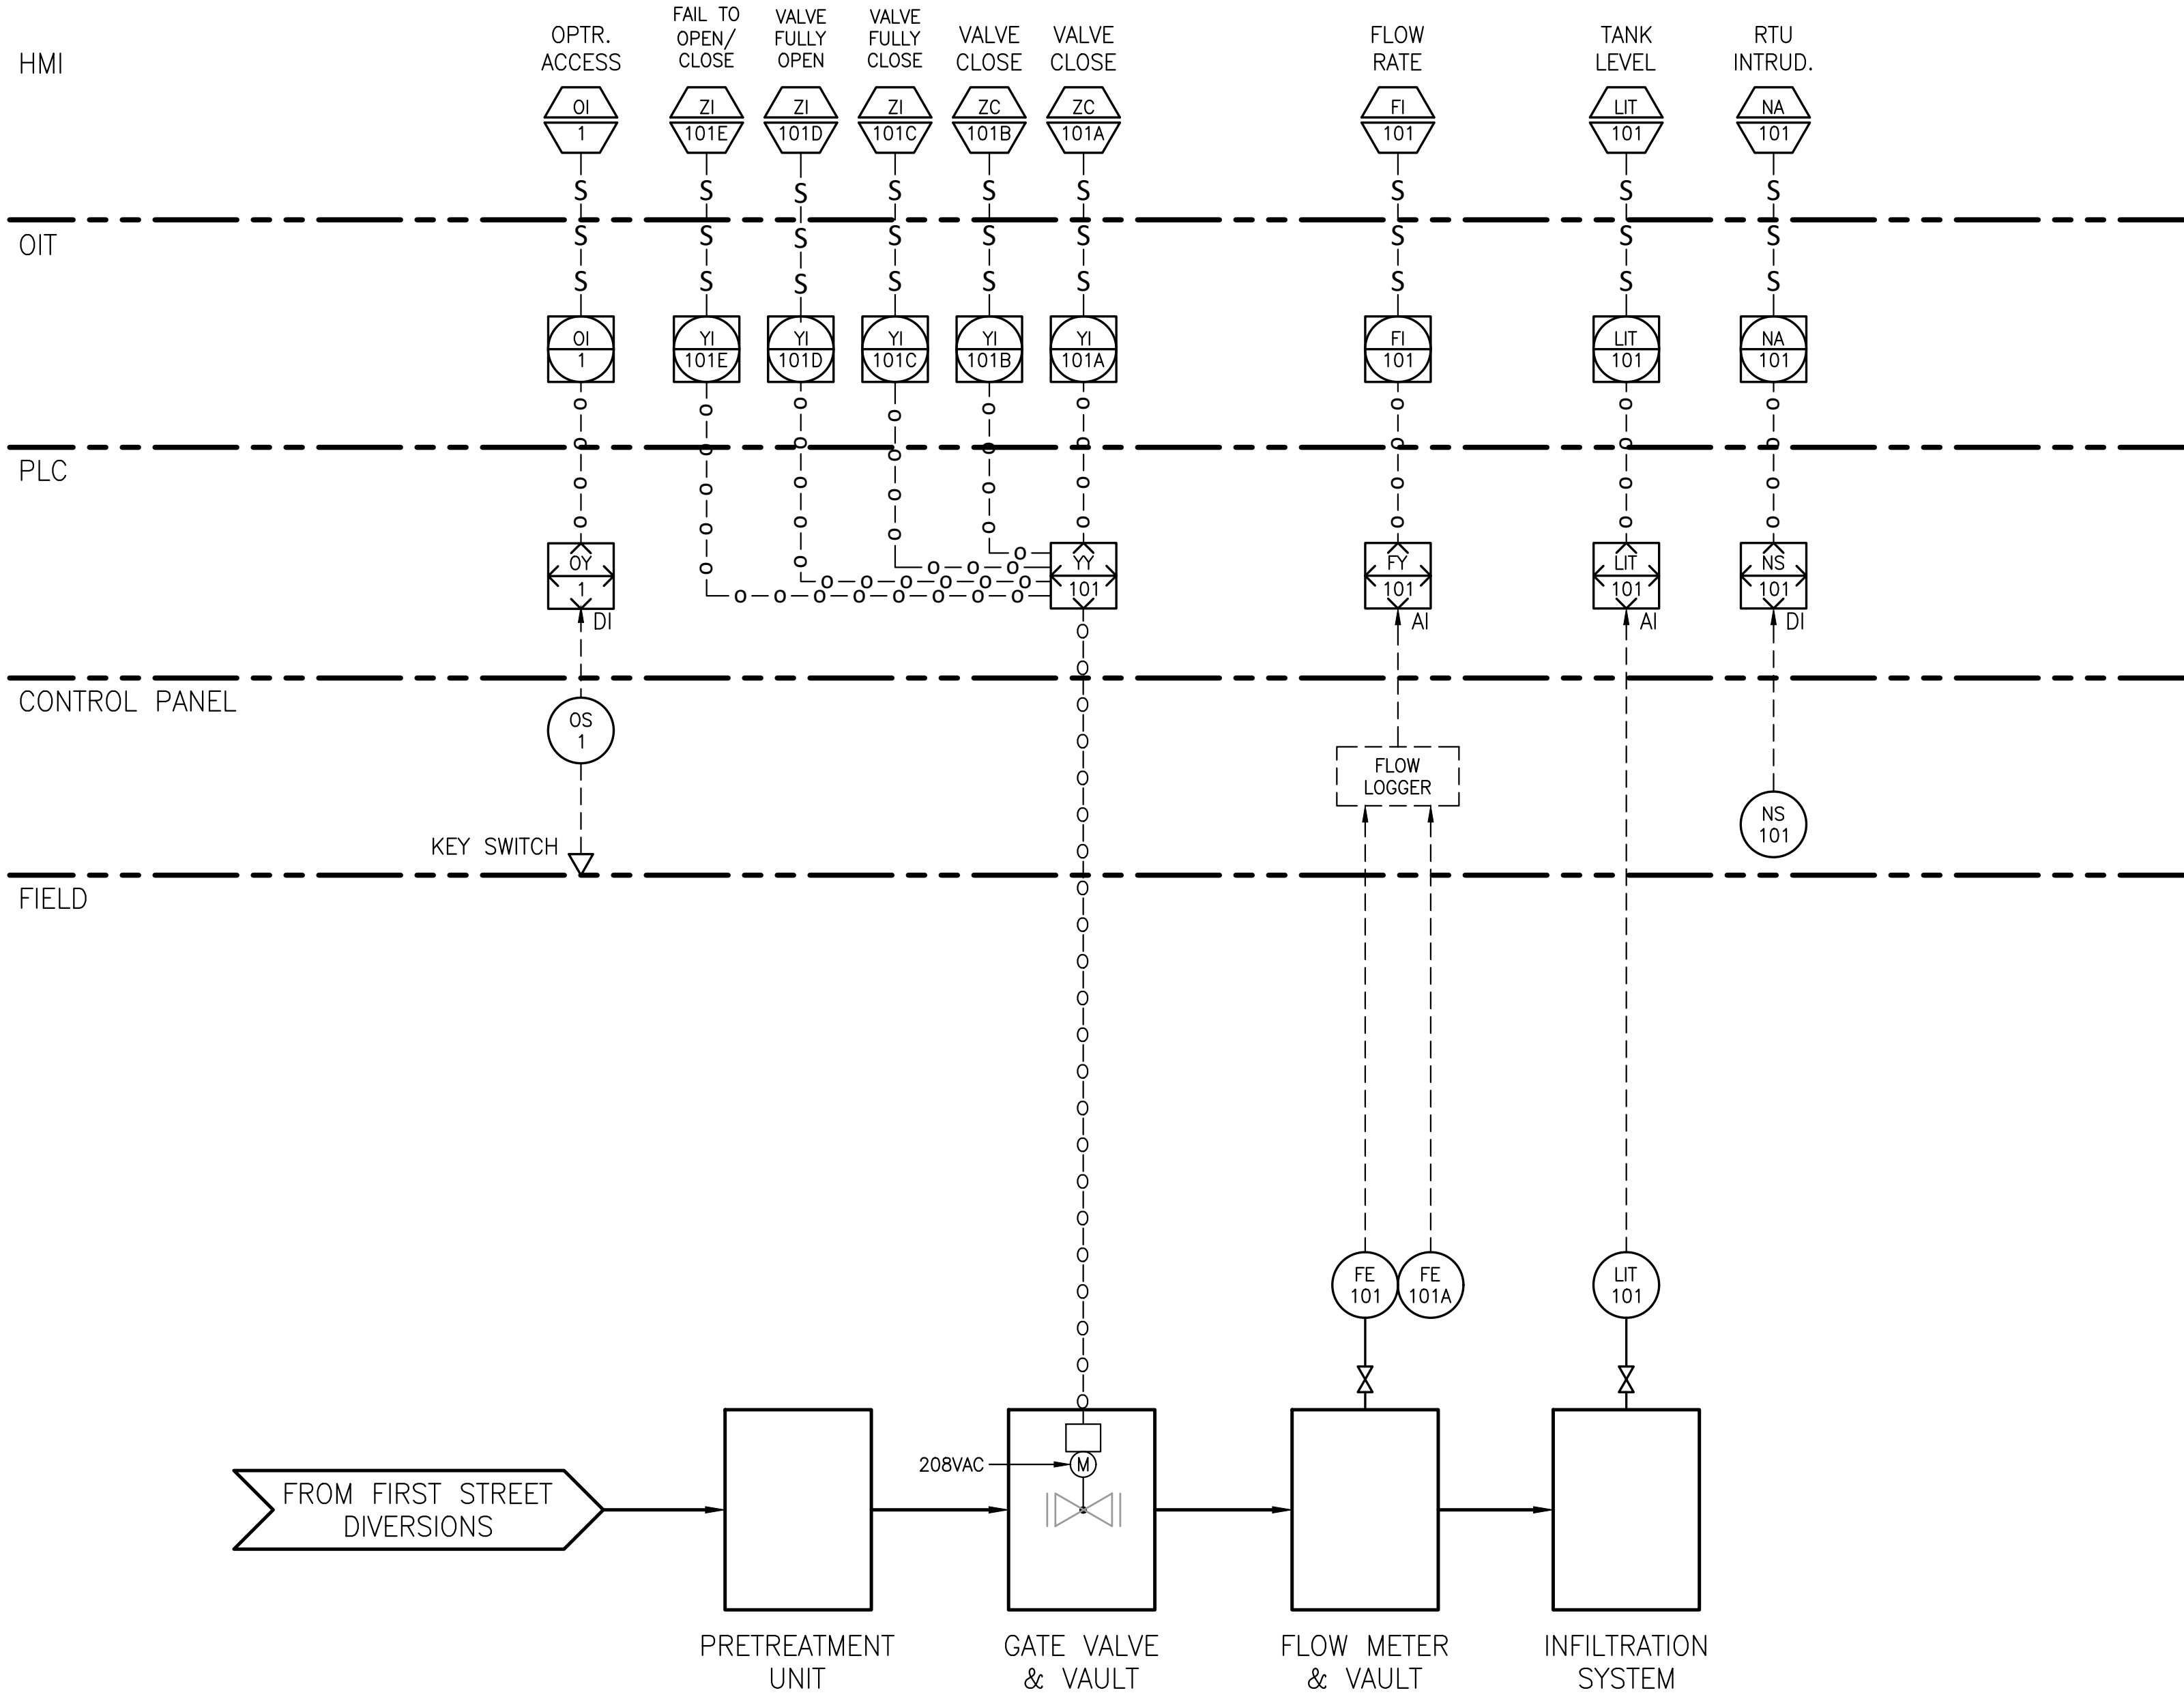 HMI
OPTR.
ACCESS
FAIL TO
OPEN/
CLOSE
VALVE
FULLY
OPEN
VALVE
FULLY
CLOSE
VALVE
CLOSE
VALVE
CLOSE
FLOW
RATE
TANK
LEVEL
RTU
INTRUD.
OI
1
ZI
101E
ZI
101D
ZI
101C
ZC
101B
ZC
101A
FI
101
LIT
101
NA
101
S S S S S S S S S
OIT
S S S S S S S S S
S S S S S S S S S
OI
1
YI
101E
YI
101D
YI
101C
YI
101B
YI
101A
FI
101
LIT
101
NA
101
PLC
OY
1
DI
YY
101
FY
101
AI
LIT
101
AI
NS
101
DI
CONTROL PANEL
OS
1
FLOW
LOGGER
NS
101
KEY SWITCH
FIELD
FE
101
FE
101A
LIT
101
208VAC
M
FROM FIRST STREET
DIVERSIONS
PRETREATMENT
UNIT
GATE VALVE
& VAULT
FLOW METER
& VAULT
INFILTRATION
SYSTEM